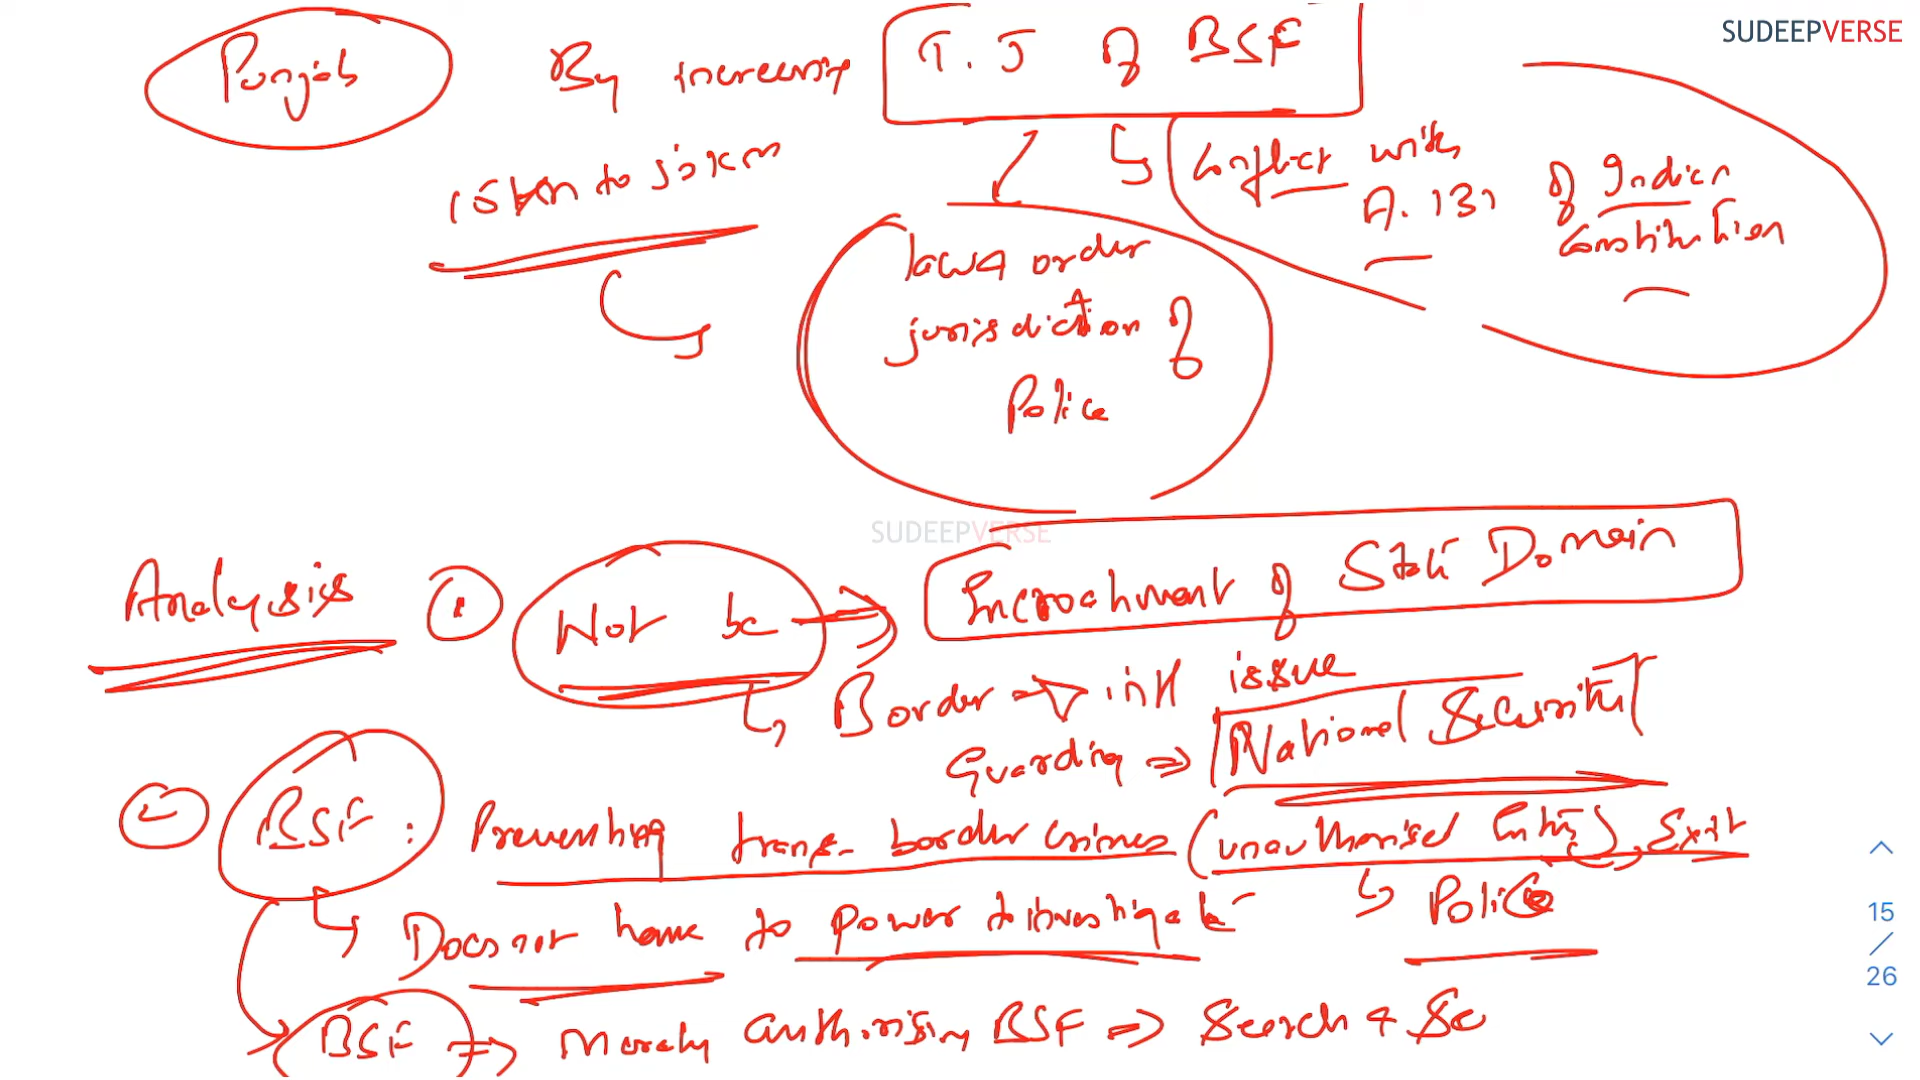 SUDEEPVERSE
Punjab By increasing T.J of BSF
15km to 50km
Conflict with A. 131 of Indian Constitution
law & order
jurisdiction of
Police
SUDEEPVERSE
Analysis 1 Not be → Encroachment of State Domain
Border → int issue
Guarding ⇒ National Security
2 BSF : Preventing trans-border crimes (unauthorised Entry), Exit
Does not have to power to investigate Police
BSF ⇒ Merely authorising BSF ⇒ Search & Se
15
/
26